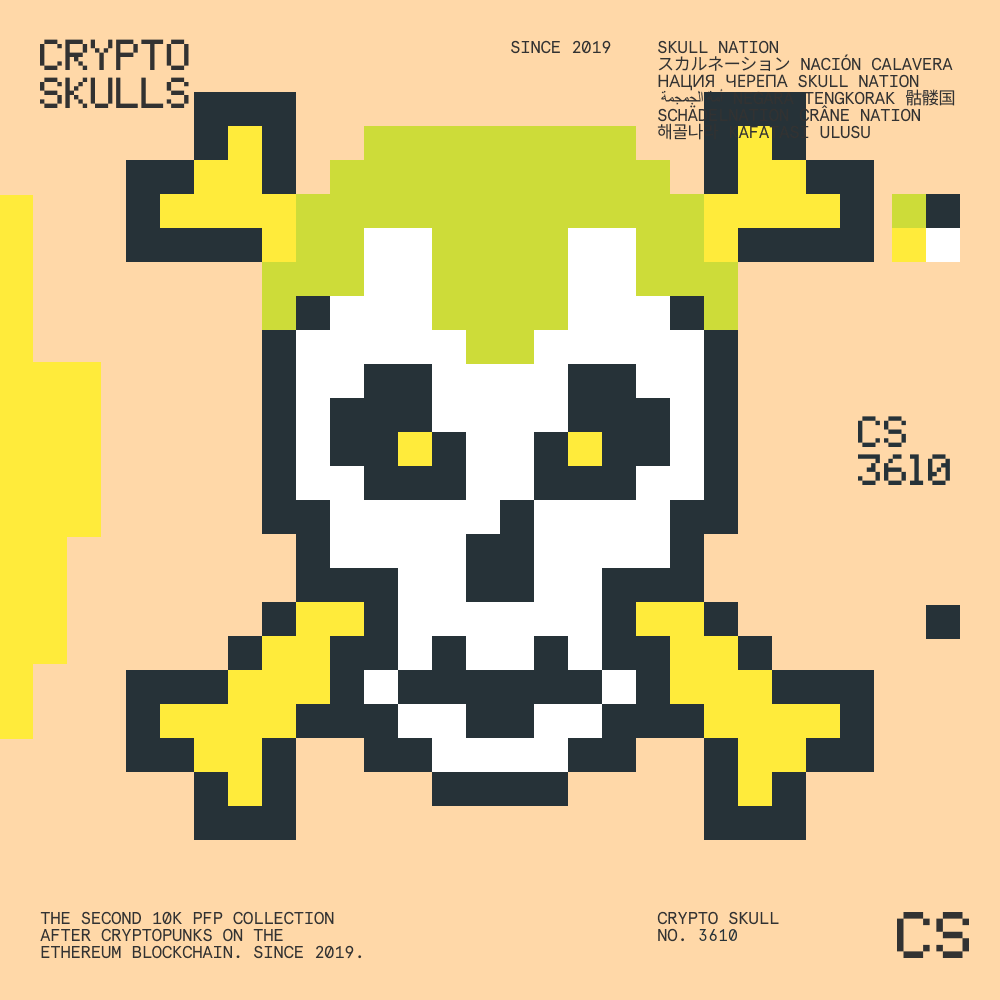 CRYPTO
SKULLS
SINCE 2019
SKULL NATION
スカルネーション NACIÓN CALAVERA
НАЦИЯ ЧЕРЕПА SKULL NATION
الجمجمة TENGKORAK 骷髅国
CRÂNE NATION
해골나 ULUSU
CS
3610
THE SECOND 10K PFP COLLECTION
AFTER CRYPTOPUNKS ON THE
ETHEREUM BLOCKCHAIN. SINCE 2019.
CRYPTO SKULL
NO. 3610
CS